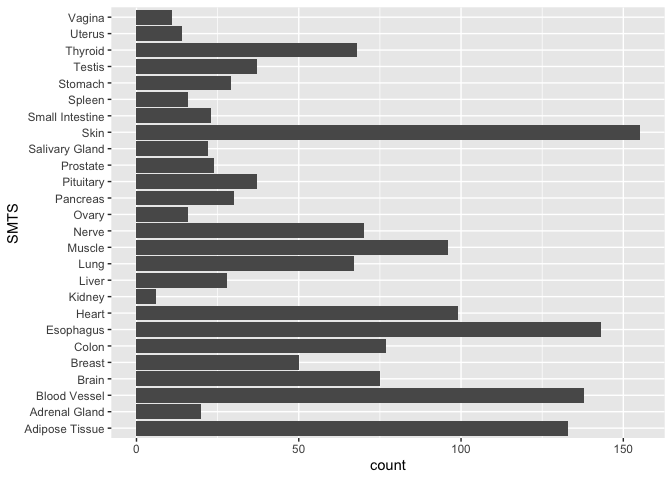 Vagina
Uterus
Thyroid
Testis
Stomach
Spleen
Small Intestine
Skin
Salivary Gland
Prostate
Pituitary
Pancreas
Ovary
Nerve
Muscle
Lung
Liver
Kidney
Heart
Esophagus
Colon
Breast
Brain
Blood Vessel
Adrenal Gland
Adipose Tissue
SMTS
0 50 100 150
count